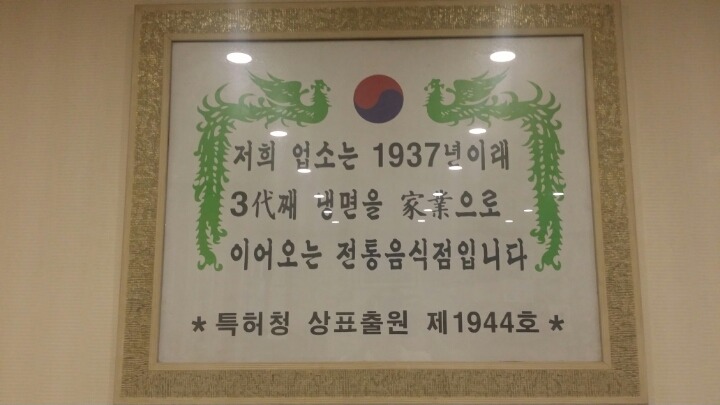 저희 업소는 1937년이래
3代째 냉면을 家業으로
이어오는 전통음식점입니다
* 특허청 상표출원 제1944호 *